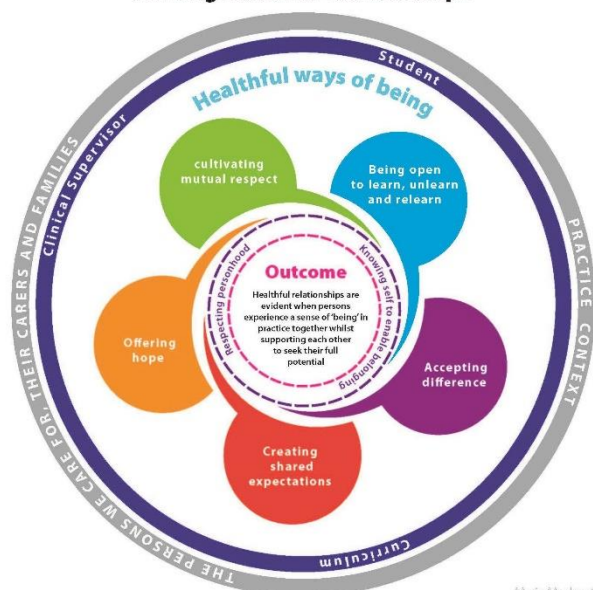 Healthful ways of being
Student
Clinical Supervisor
Curriculum
PRACTICE CONTEXT
THE PERSONS WE CARE FOR, THEIR CARERS AND FAMILIES
cultivating
mutual respect
Being open
to learn, unlearn
and relearn
Offering
hope
Accepting
difference
Creating
shared
expectations
Respecting personhood
Knowing self to enable belonging
Outcome
Healthful relationships are
evident when persons
experience a sense of 'being' in
practice together whilst
supporting each other
to seek their full
potential